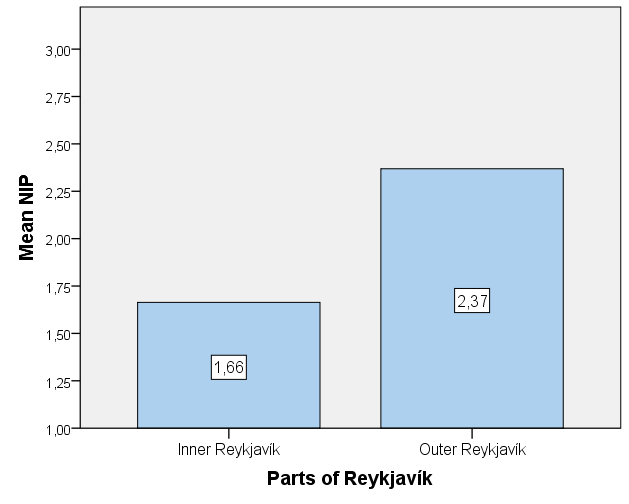 3,00
2,75
2,50
2,25
2,00
1,75
1,50
1,25
1,00
Mean NIP
1,66
2,37
Inner Reykjavík
Outer Reykjavík
Parts of Reykjavík